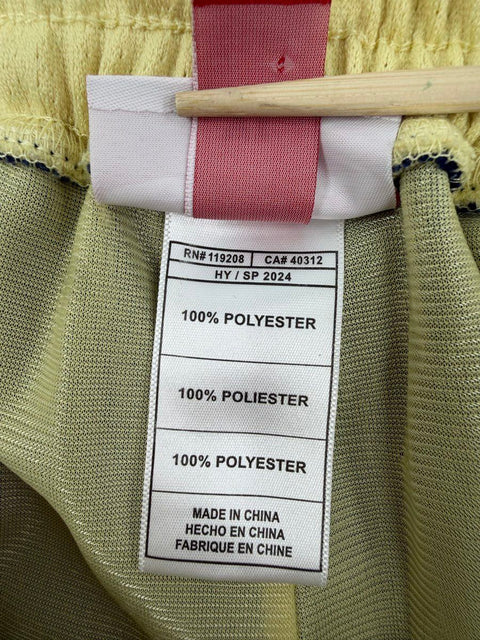 RN# 119208 CA# 40312
HY / SP 2024
100% POLYESTER
100% POLIESTER
100% POLYESTER
MADE IN CHINA
HECHO EN CHINA
FABRIQUE EN CHINE